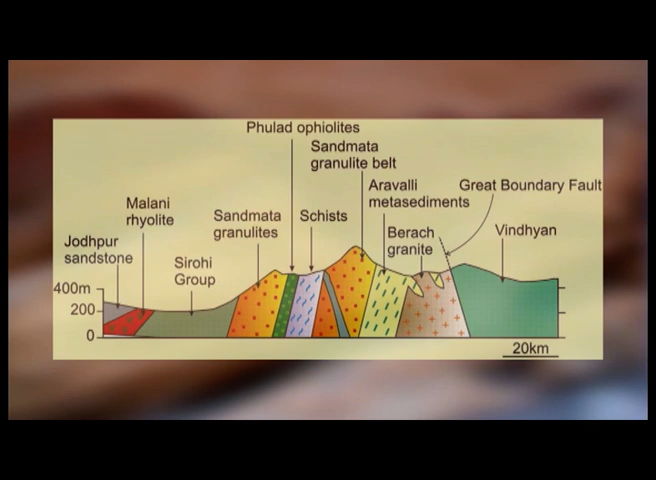 Phulad ophiolites
Sandmata
granulite belt
Malani
rhyolite
Sandmata
granulites
Schists
Aravalli
metasediments
Great Boundary Fault
Jodhpur
sandstone
Sirohi
Group
Berach
granite
Vindhyan
400m
200
0
20km